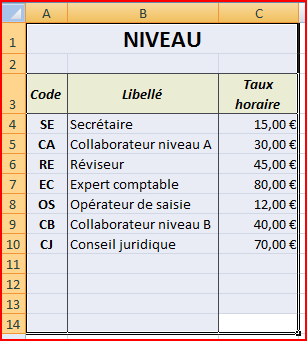 A B C
1 NIVEAU
2
3 Code Libellé Taux horaire
4 SE Secrétaire 15,00 €
5 CA Collaborateur niveau A 30,00 €
6 RE Réviseur 45,00 €
7 EC Expert comptable 80,00 €
8 OS Opérateur de saisie 12,00 €
9 CB Collaborateur niveau B 40,00 €
10 CJ Conseil juridique 70,00 €
11
12
13
14